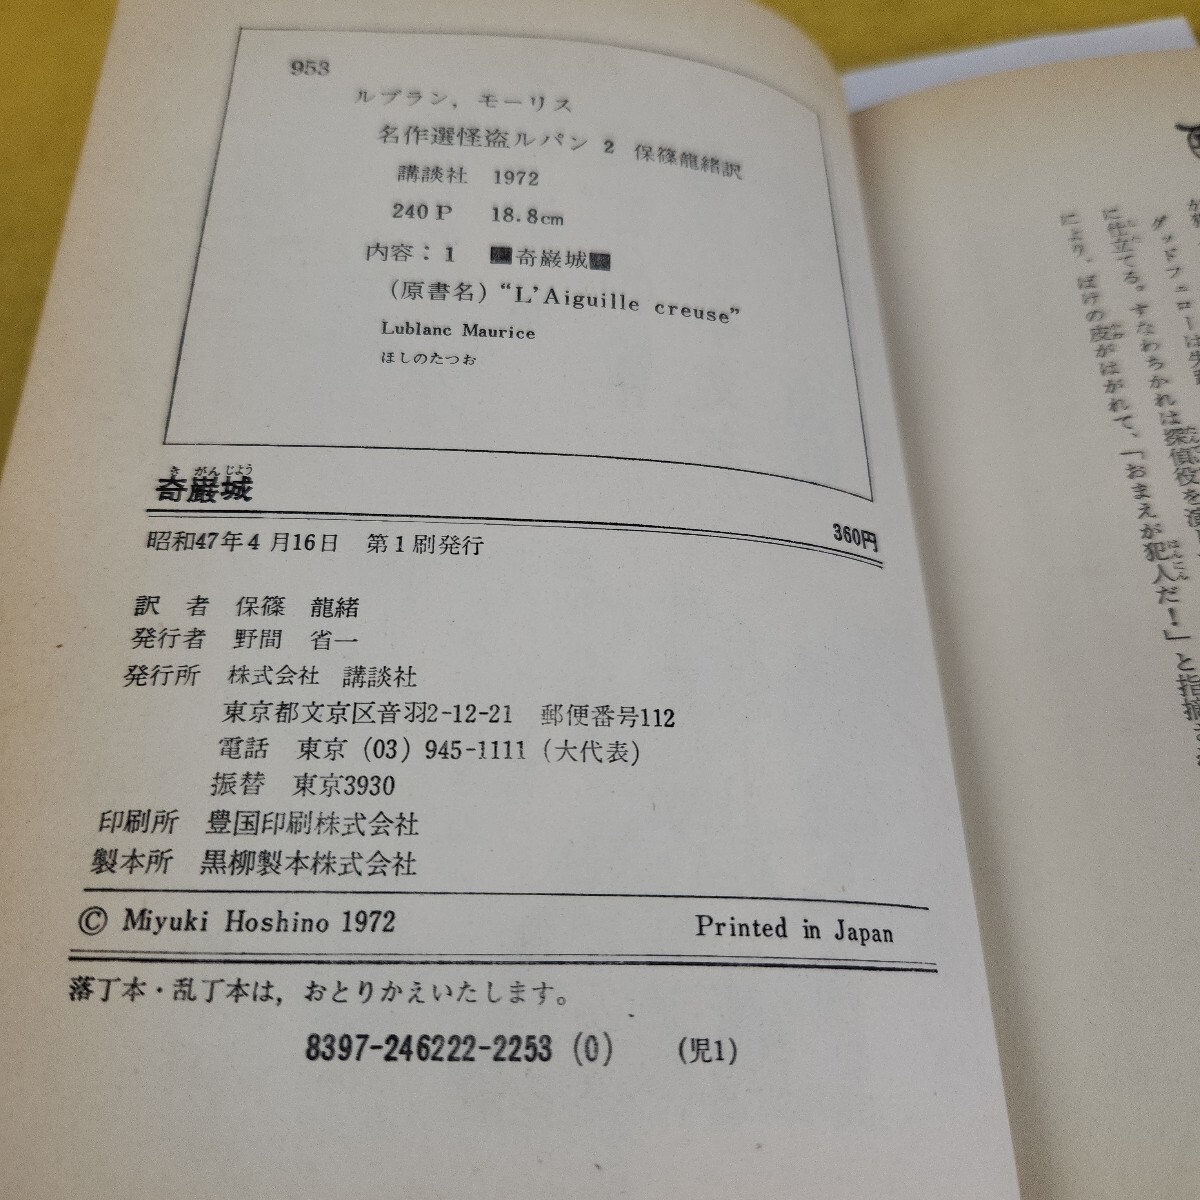 953
ルブラン，モーリス
名作選怪盗ルパン 2 保篠龍緒訳
講談社 1972
240P 18.8cm
内容：1 奇巌城
(原書名) “L'Aiguille creuse”
Lublanc Maurice
ほしのたつお
き がんじょう
奇巌城
360円
昭和47年4月16日 第1刷発行
訳 者 保篠 龍緒
発行者 野間 省一
発行所 株式会社 講談社
東京都文京区音羽2-12-21 郵便番号112
電話 東京 (03) 945-1111 (大代表)
振替 東京3930
印刷所 豊国印刷株式会社
製本所 黒柳製本株式会社
© Miyuki Hoshino 1972 Printed in Japan
落丁本・乱丁本は，おとりかえいたします。
8397-246222-2253 (0) (児1)
グッドフェローは失
に仕立てる。すなわちかれは探偵役を演
により、ばけの皮がはがれて、「おまえが犯人だ！」と指摘